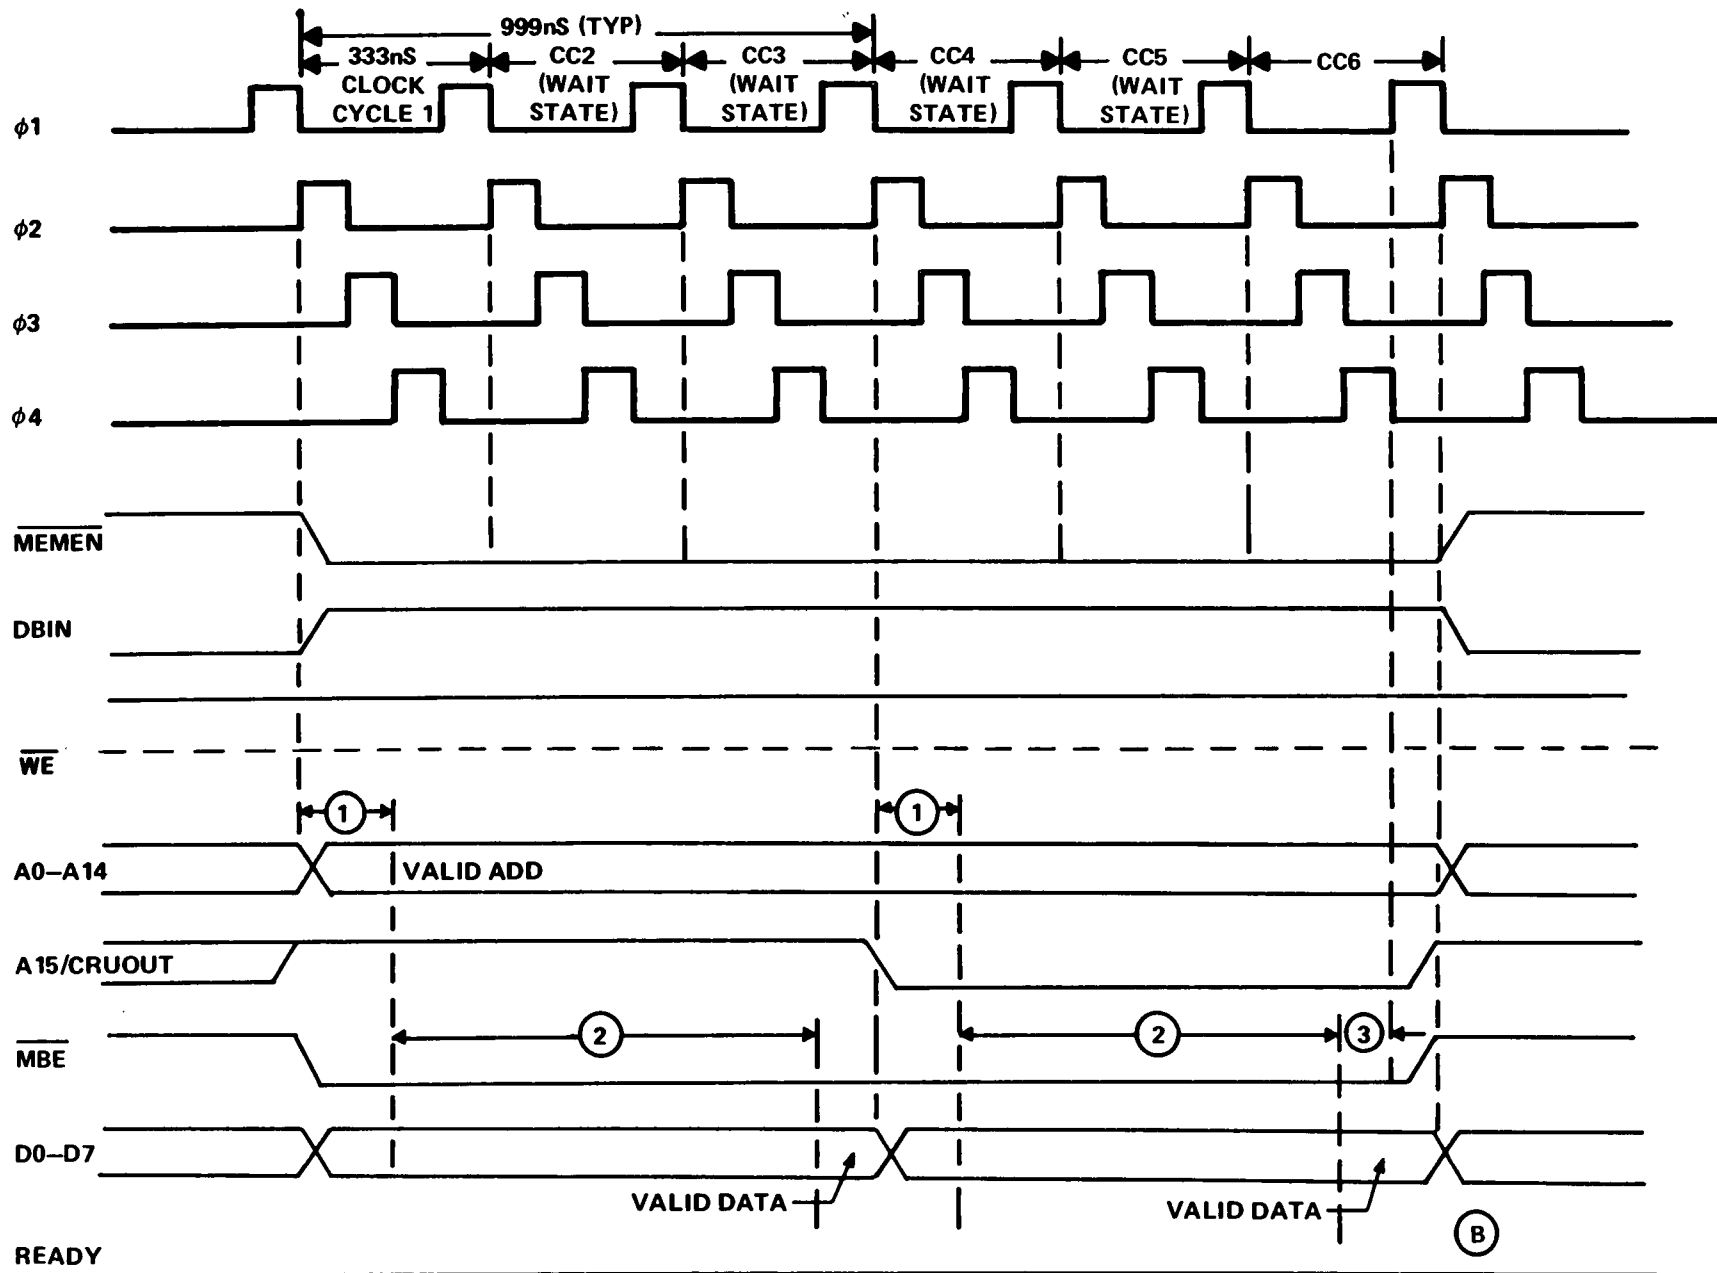 999nS (TYP)
333nS
CLOCK
CYCLE 1
CC2
(WAIT
STATE)
CC3
(WAIT
STATE)
CC4
(WAIT
STATE)
CC5
(WAIT
STATE)
CC6
ϕ1
ϕ2
ϕ3
ϕ4
MEMEN
DBIN
WE
1
1
A0–A14
VALID ADD
A15/CRUOUT
2
2
3
MBE
D0–D7
VALID DATA
VALID DATA
B
READY